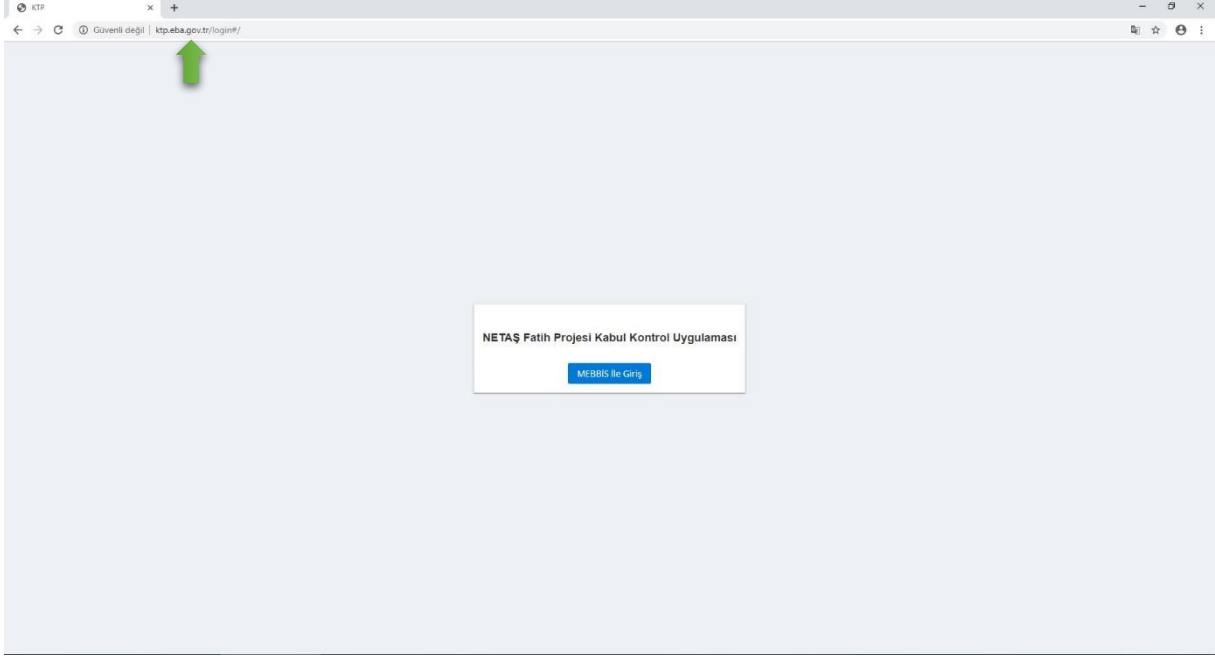 KTP
Güvenli değil | ktp.eba.gov.tr/login#/
NETAŞ Fatih Projesi Kabul Kontrol Uygulaması
MEBBİS İle Giriş